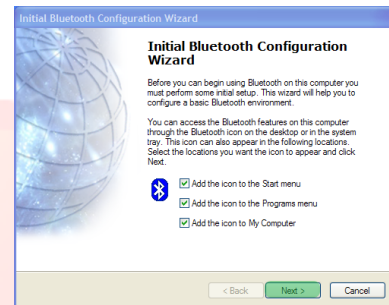 Initial Bluetooth Configuration Wizard
Initial Bluetooth Configuration
Wizard
Before you can begin using Bluetooth on this computer you
must perform some initial setup. This wizard will help you to
configure a basic Bluetooth environment.
You can access the Bluetooth features on this computer
through the Bluetooth icon on the desktop or in the system
tray. This icon can also appear in the following locations.
Select the locations you want the icon to appear and click
Next.
Add the icon to the Start menu
Add the icon to the Programs menu
Add the icon to My Computer
< Back
Next >
Cancel